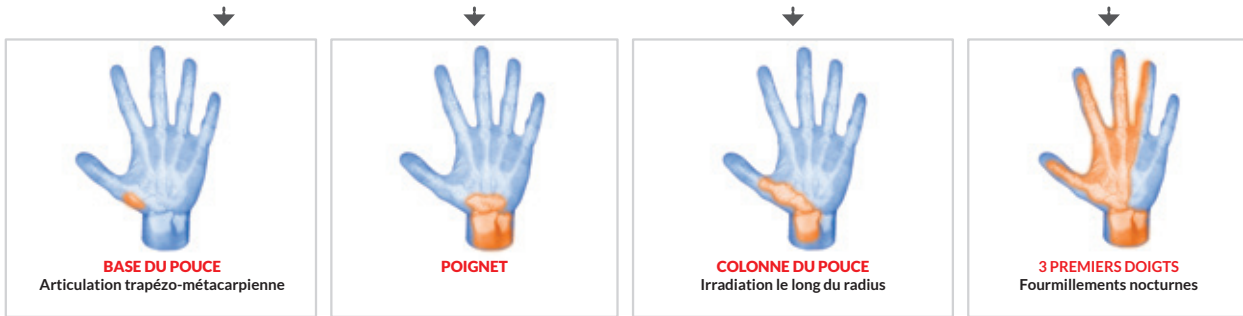 BASE DU POUCE
Articulation trapézo-métacarpienne
POIGNET
COLONNE DU POUCE
Irradiation le long du radius
3 PREMIERS DOIGTS
Fourmillements nocturnes